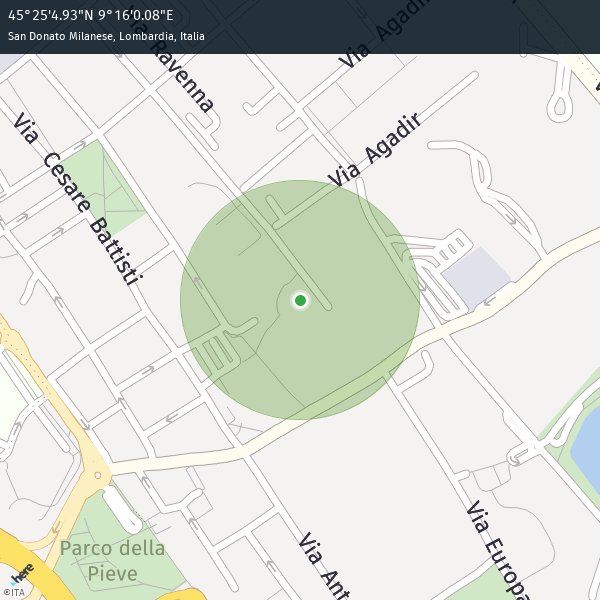 45°25'4.93"N 9°16'0.08"E
San Donato Milanese, Lombardia, Italia
Via Ravenna
Via Agadir
Via Agadir
Via Cesare Battisti
Parco della
Pieve
Via Ant
Via Europa
here
©ITA